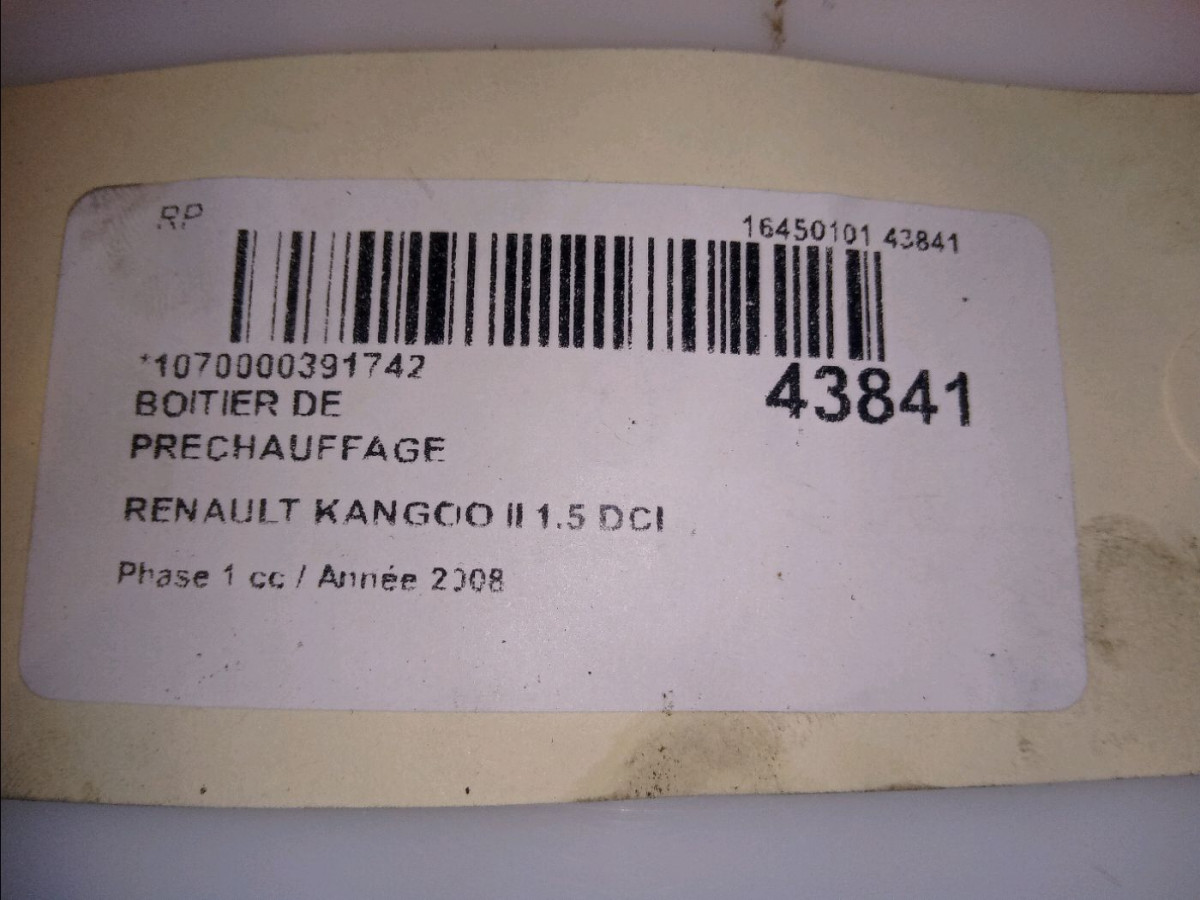 RP
16450101 43841
*1070000391742
43841
BOITIER DE
PRECHAUFFAGE
RENAULT KANGOO II 1.5 DCI
Phase 1 cc / Année 2008